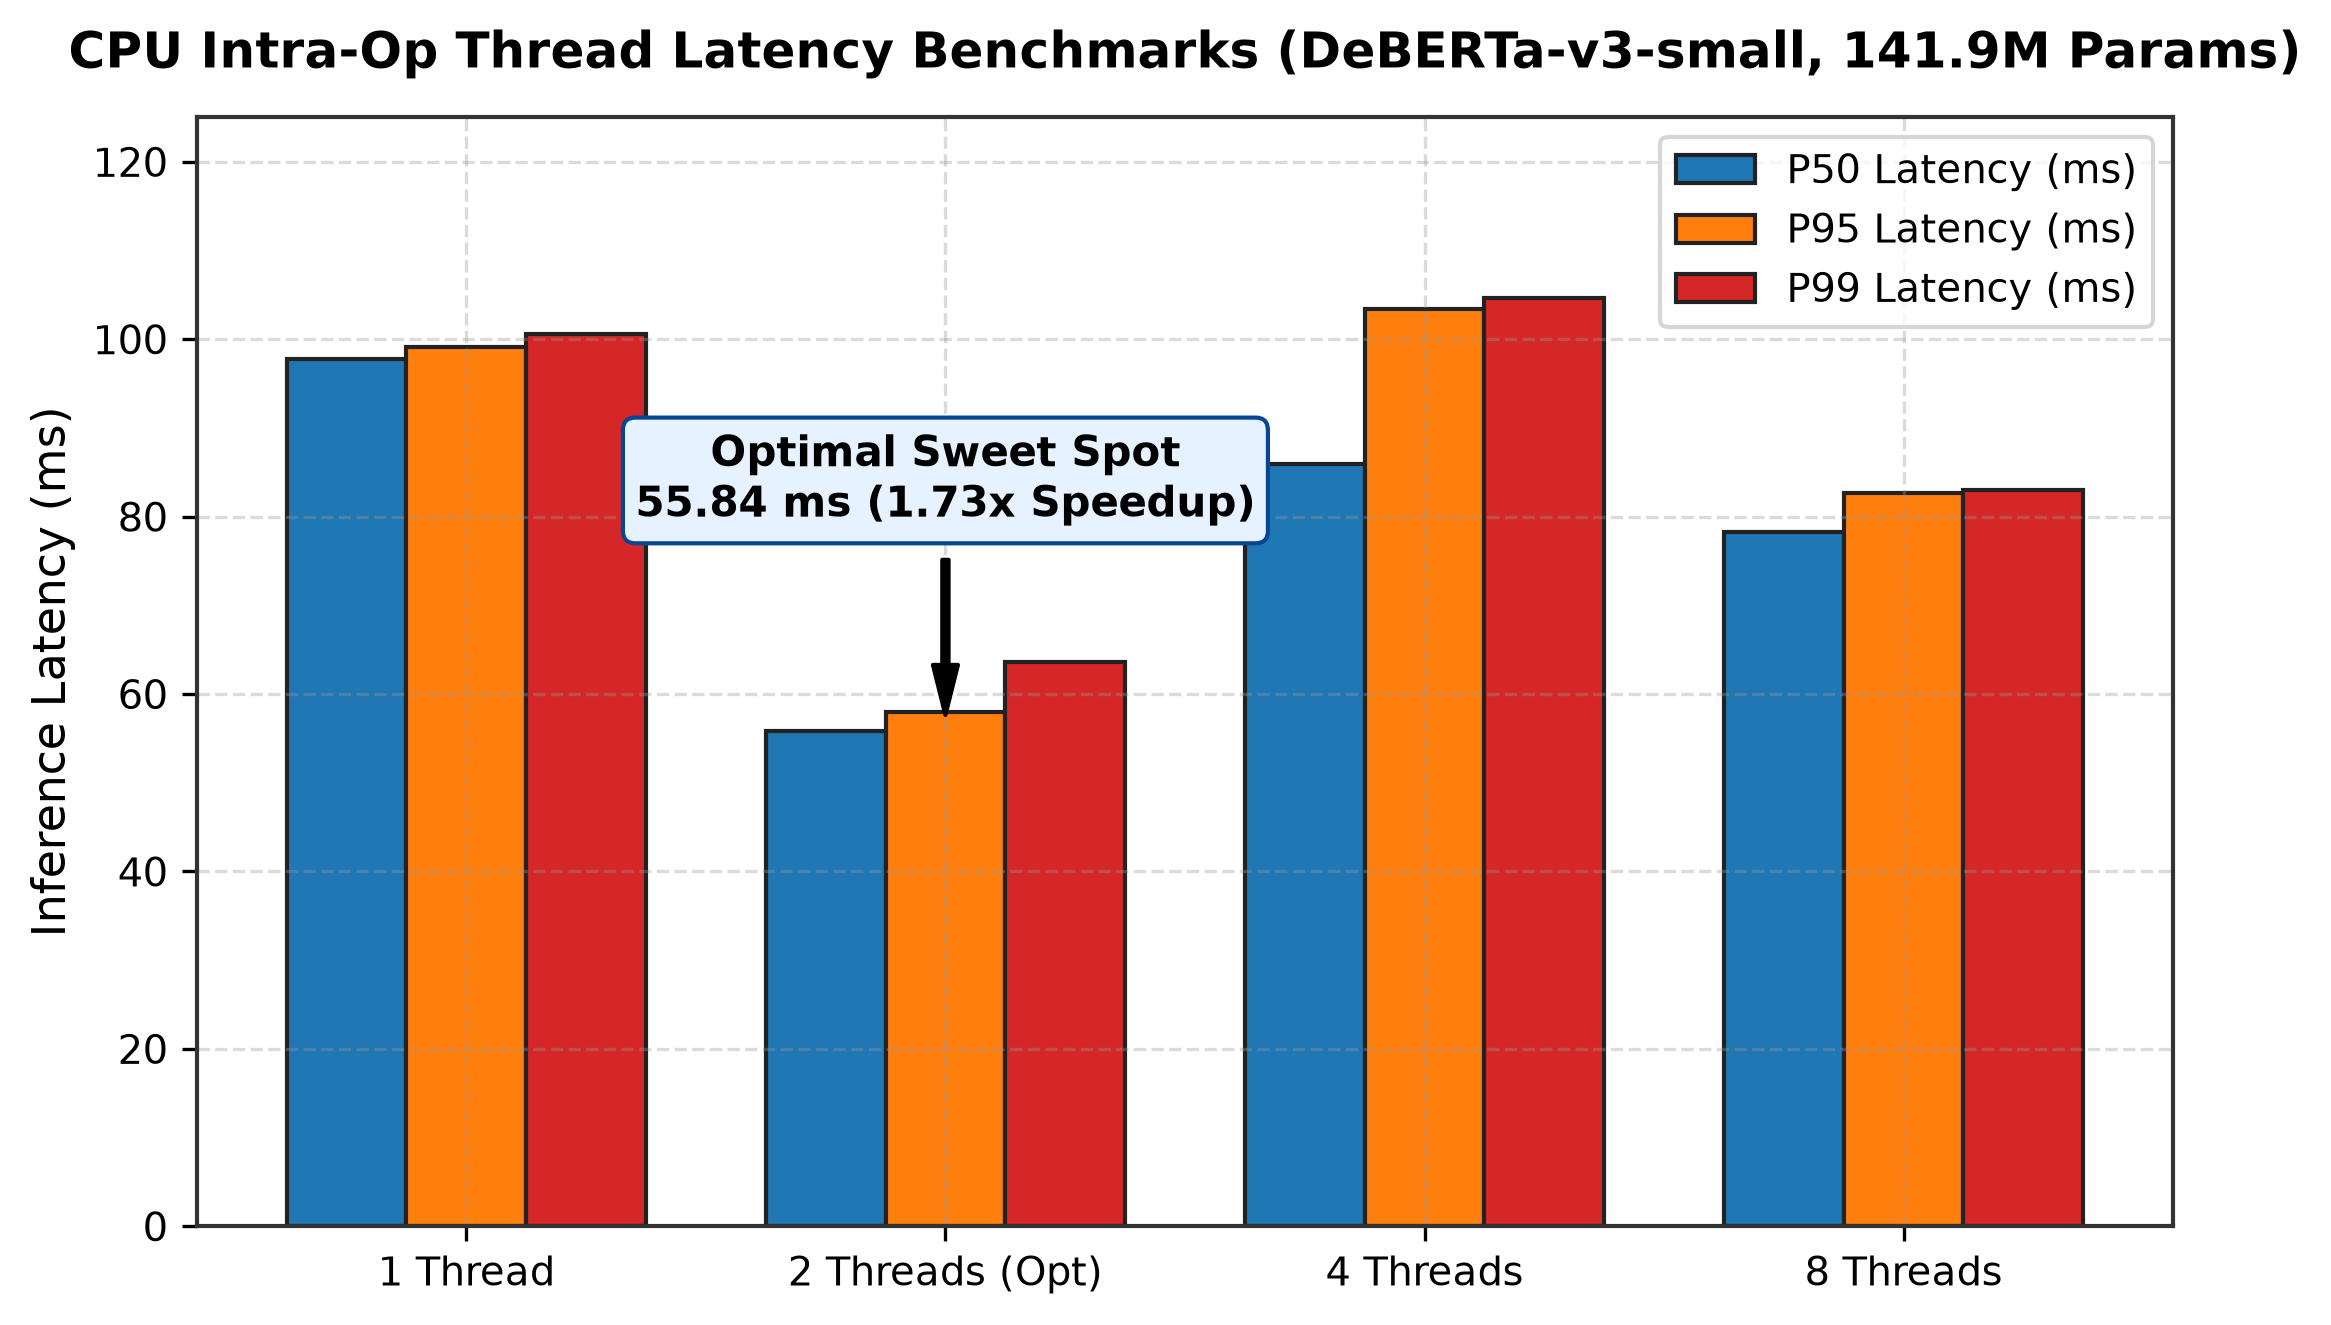 CPU Intra-Op Thread Latency Benchmarks (DeBERTa-v3-small, 141.9M Params)
P50 Latency (ms)
P95 Latency (ms)
P99 Latency (ms)
Optimal Sweet Spot
55.84 ms (1.73x Speedup)
Inference Latency (ms)
120
100
80
60
40
20
0
1 Thread
2 Threads (Opt)
4 Threads
8 Threads